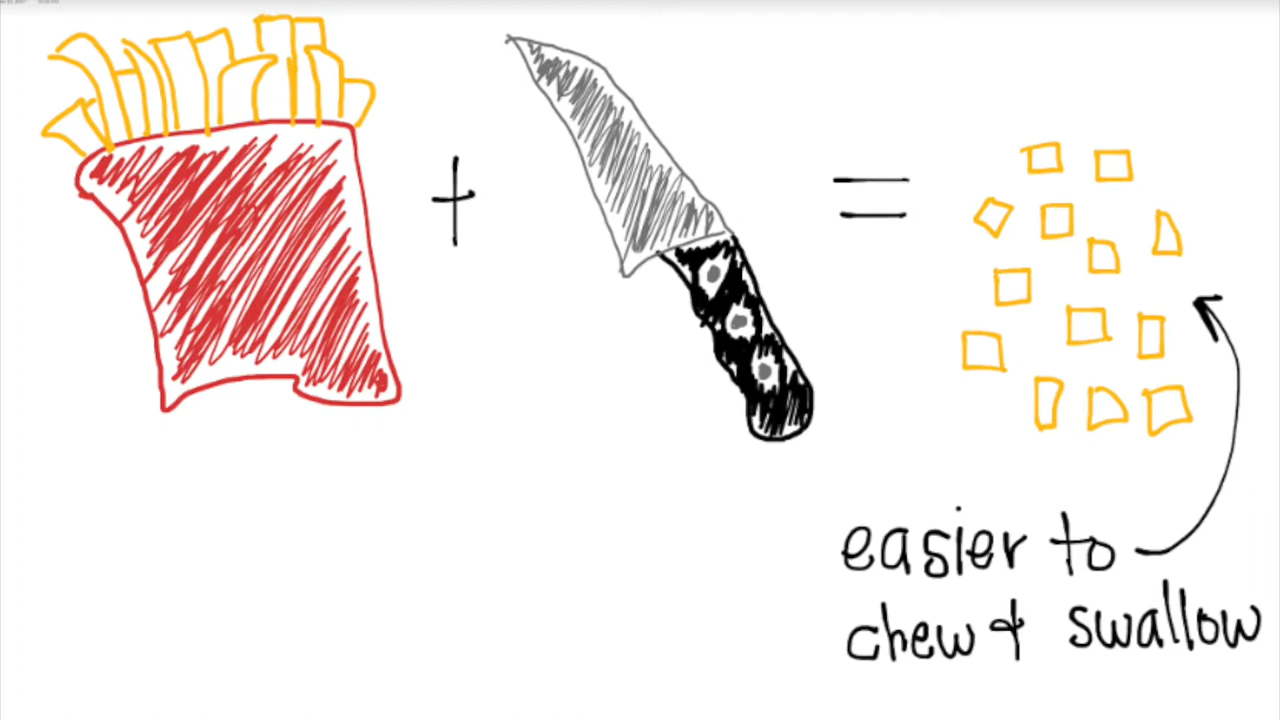 +
=
easier to
chew & swallow